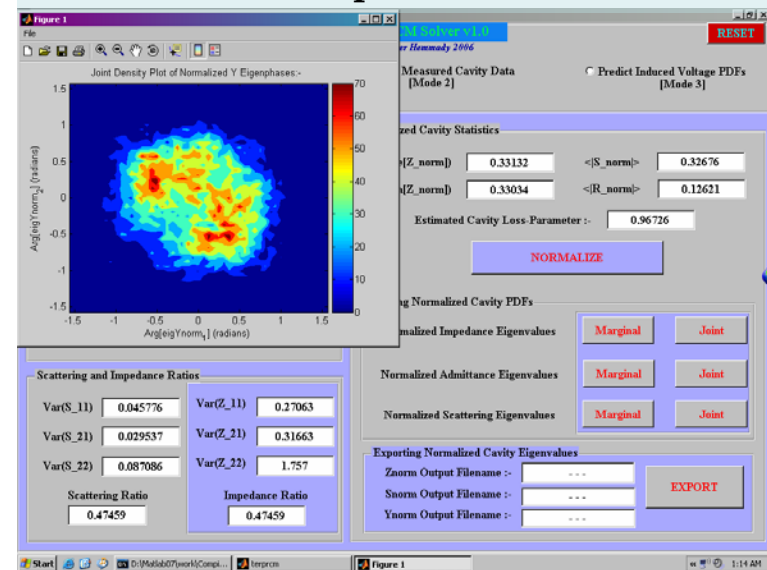 Figure 1
File
Joint Density Plot of Normalized Y Eigenphases:-
1.5
1
0.5
0
-0.5
-1
-1.5
Arg[eigYnorm2] (radians)
-1.5 -1 -0.5 0 0.5 1 1.5
Arg[eigYnorm1] (radians)
70
60
50
40
30
20
10
0
CM Solver v1.0
er Hemmady 2006
RESET
Measured Cavity Data
[Mode 2]
Predict Induced Voltage PDFs
[Mode 3]
zed Cavity Statistics
[Z_norm]) 0.33132 <|S_norm|> 0.32676
[Z_norm]) 0.33034 <|R_norm|> 0.12621
Estimated Cavity Loss-Parameter :- 0.96726
NORMALIZE
ng Normalized Cavity PDFs
malized Impedance Eigenvalues Marginal Joint
Normalized Admittance Eigenvalues Marginal Joint
Normalized Scattering Eigenvalues Marginal Joint
Scattering and Impedance Ratios
Var(S_11) 0.045776 Var(Z_11) 0.27063
Var(S_21) 0.029537 Var(Z_21) 0.31663
Var(S_22) 0.087086 Var(Z_22) 1.757
Scattering Ratio Impedance Ratio
0.47459 0.47459
Exporting Normalized Cavity Eigenvalues
Znorm Output Filename :- ---
Snorm Output Filename :- ---
Ynorm Output Filename :- ---
EXPORT
Start D:\Matlab07\work\Compi... terprcm Figure 1 1:14 AM